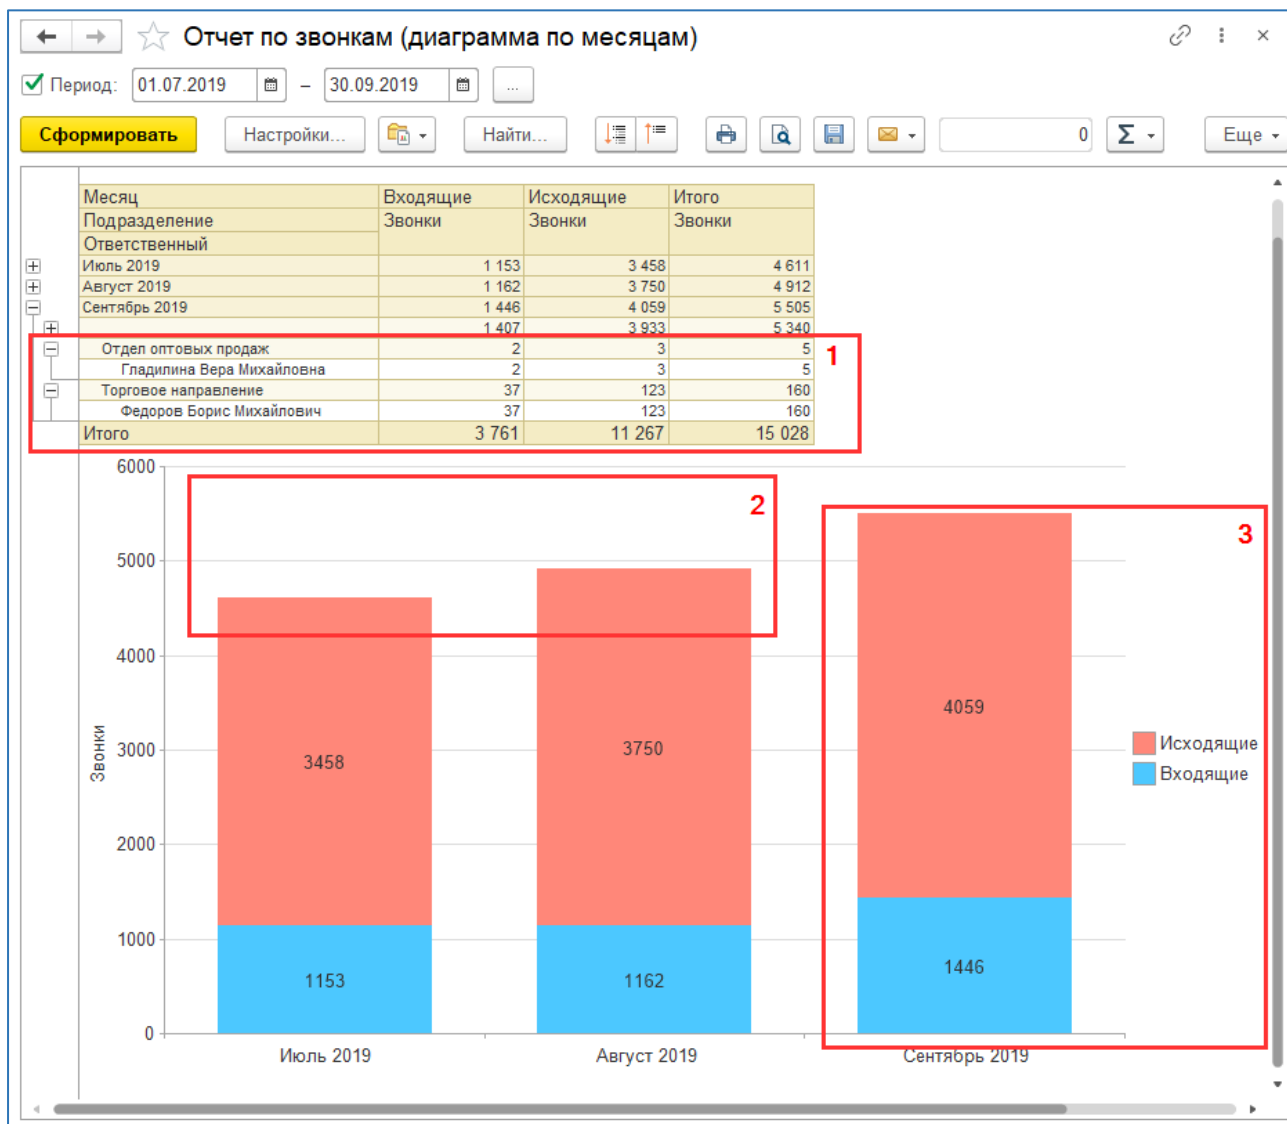 Отчет по звонкам (диаграмма по месяцам)
Период: 01.07.2019 – 30.09.2019 ...
Сформировать Настройки... Найти... 0 Σ Еще
Месяц Входящие Исходящие Итого
Подразделение Звонки Звонки Звонки
Ответственный
Июль 2019 1 153 3 458 4 611
Август 2019 1 162 3 750 4 912
Сентябрь 2019 1 446 4 059 5 505
1 407 3 933 5 340
Отдел оптовых продаж 2 3 5 1
Гладилина Вера Михайловна 2 3 5
Торговое направление 37 123 160
Федоров Борис Михайлович 37 123 160
Итого 3 761 11 267 15 028
6000
2
3
5000
4000
4059
Звонки
3000 3458 3750 Исходящие
Входящие
2000
1000
1153 1162 1446
0
Июль 2019 Август 2019 Сентябрь 2019